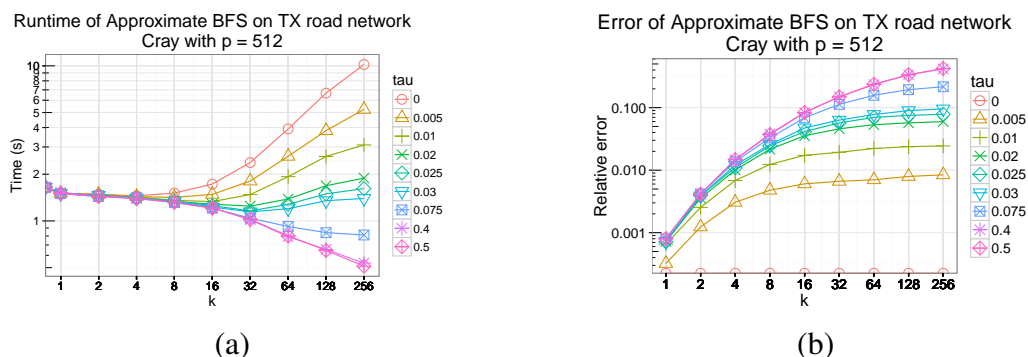 Runtime of Approximate BFS on TX road network
Cray with p = 512
Time (s)
10
6
5
4
3
2
1
1 2 4 8 16 32 64 128 256
k
tau
0
0.005
0.01
0.02
0.025
0.03
0.075
0.4
0.5
(a)
Error of Approximate BFS on TX road network
Cray with p = 512
Relative error
0.100
0.010
0.001
1 2 4 8 16 32 64 128 256
k
tau
0
0.005
0.01
0.02
0.025
0.03
0.075
0.4
0.5
(b)